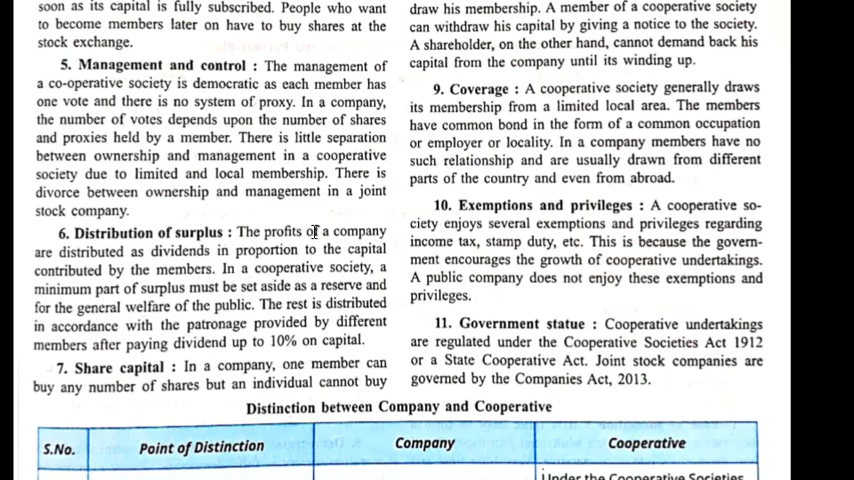 soon as its capital is fully subscribed. People who want
to become members later on have to buy shares at the
stock exchange.
5. Management and control : The management of
a co-operative society is democratic as each member has
one vote and there is no system of proxy. In a company,
the number of votes depends upon the number of shares
and proxies held by a member. There is little separation
between ownership and management in a cooperative
society due to limited and local membership. There is
divorce between ownership and management in a joint
stock company.
6. Distribution of surplus : The profits of a company
are distributed as dividends in proportion to the capital
contributed by the members. In a cooperative society, a
minimum part of surplus must be set aside as a reserve and
for the general welfare of the public. The rest is distributed
in accordance with the patronage provided by different
members after paying dividend up to 10% on capital.
7. Share capital : In a company, one member can
buy any number of shares but an individual cannot buy
draw his membership. A member of a cooperative society
can withdraw his capital by giving a notice to the society.
A shareholder, on the other hand, cannot demand back his
capital from the company until its winding up.
9. Coverage : A cooperative society generally draws
its membership from a limited local area. The members
have common bond in the form of a common occupation
or employer or locality. In a company members have no
such relationship and are usually drawn from different
parts of the country and even from abroad.
10. Exemptions and privileges : A cooperative so-
ciety enjoys several exemptions and privileges regarding
income tax, stamp duty, etc. This is because the govern-
ment encourages the growth of cooperative undertakings.
A public company does not enjoy these exemptions and
privileges.
11. Government statue : Cooperative undertakings
are regulated under the Cooperative Societies Act 1912
or a State Cooperative Act. Joint stock companies are
governed by the Companies Act, 2013.
Distinction between Company and Cooperative
S.No. Point of Distinction Company Cooperative
Under the Cooperative Societies